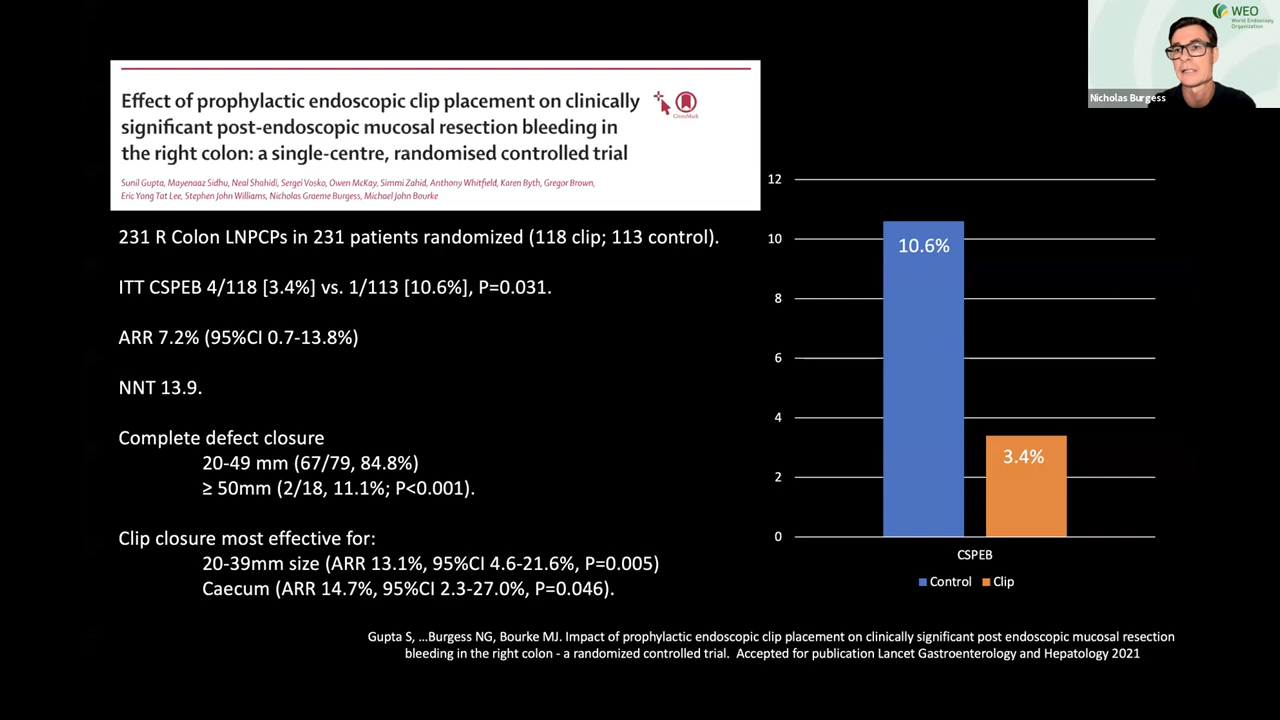 WEO
World Endoscopy
Organization
Nicholas Burgess
Effect of prophylactic endoscopic clip placement on clinically
significant post-endoscopic mucosal resection bleeding in
the right colon: a single-centre, randomised controlled trial
CrossMark
Sunil Gupta, Mayenaaz Sidhu, Neal Shahidi, Sergei Vosko, Owen McKay, Simmi Zahid, Anthony Whitfield, Karen Byth, Gregor Brown,
Eric Yong Tat Lee, Stephen John Williams, Nicholas Graeme Burgess, Michael John Bourke
231 R Colon LNPCPs in 231 patients randomized (118 clip; 113 control).
ITT CSPEB 4/118 [3.4%] vs. 1/113 [10.6%], P=0.031.
ARR 7.2% (95%CI 0.7-13.8%)
NNT 13.9.
Complete defect closure
20-49 mm (67/79, 84.8%)
≥ 50mm (2/18, 11.1%; P<0.001).
Clip closure most effective for:
20-39mm size (ARR 13.1%, 95%CI 4.6-21.6%, P=0.005)
Caecum (ARR 14.7%, 95%CI 2.3-27.0%, P=0.046).
12
10
8
6
4
2
0
10.6%
3.4%
CSPEB
Control Clip
Gupta S, ...Burgess NG, Bourke MJ. Impact of prophylactic endoscopic clip placement on clinically significant post endoscopic mucosal resection
bleeding in the right colon - a randomized controlled trial. Accepted for publication Lancet Gastroenterology and Hepatology 2021